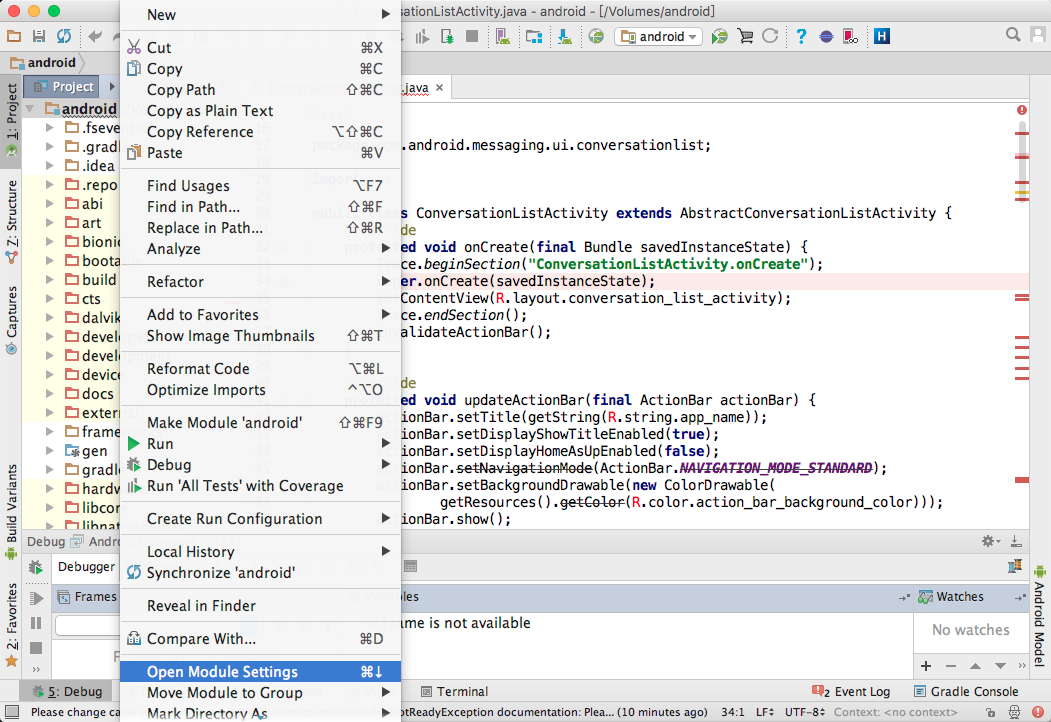 ConversationListActivity.java - android - [/Volumes/android]
android
android
Project
.java
1: Project
7: Structure
Captures
Build Variants
2: Favorites
android
.gradl
.idea
.repo
abi
art
bionic
boota
build
cts
dalvik
develo
develop
device
docs
extern
frame
gen
gradle
hardw
libcor
libnat
New
Cut ⌘X
Copy ⌘C
Copy Path ⇧⌘C
Copy as Plain Text
Copy Reference ⌥⇧⌘C
Paste ⌘V
Find Usages ⌥F7
Find in Path... ⇧⌘F
Replace in Path... ⇧⌘R
Analyze
Refactor
Add to Favorites
Show Image Thumbnails ⇧⌘T
Reformat Code ⌥⌘L
Optimize Imports ^⌥O
Make Module 'android' ⇧⌘F9
Run
Debug
Run 'All Tests' with Coverage
Create Run Configuration
Local History
Synchronize 'android'
Reveal in Finder
Compare With... ⌘D
Open Module Settings ⌘↓
Move Module to Group
Mark Directory As
.android.messaging.ui.conversationlist;
ss ConversationListActivity extends AbstractConversationListActivity {
de
ed void onCreate(final Bundle savedInstanceState) {
ce.beginSection("ConversationListActivity.onCreate");
er.onCreate(savedInstanceState);
ContentView(R.layout.conversation_list_activity);
ce.endSection();
alidateActionBar();
de
ed void updateActionBar(final ActionBar actionBar) {
ionBar.setTitle(getString(R.string.app_name));
ionBar.setDisplayShowTitleEnabled(true);
ionBar.setDisplayHomeAsUpEnabled(false);
ionBar.setNavigationMode(ActionBar.NAVIGATION_MODE_STANDARD);
ionBar.setBackgroundDrawable(new ColorDrawable(
getResources().getColor(R.color.action_bar_background_color)));
ionBar.show();
Debug
Debugger
Frames
Watches
frame is not available
No watches
Android Model
5: Debug
Terminal
2 Event Log
Gradle Console
Please change
otReadyException documentation: Plea... (10 minutes ago)
34:1 LF UTF-8 Context: <no context>